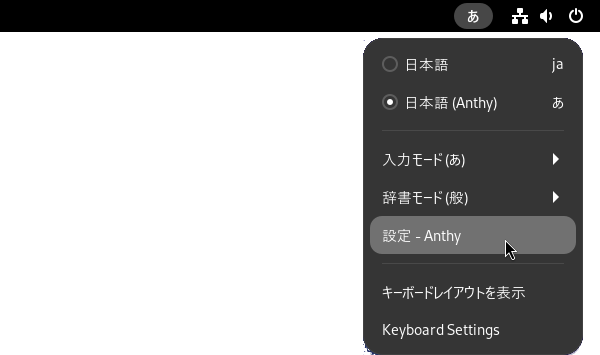 あ
日本語 ja
日本語 (Anthy) あ
入力モード(あ)
辞書モード(般)
設定 - Anthy
キーボードレイアウトを表示
Keyboard Settings